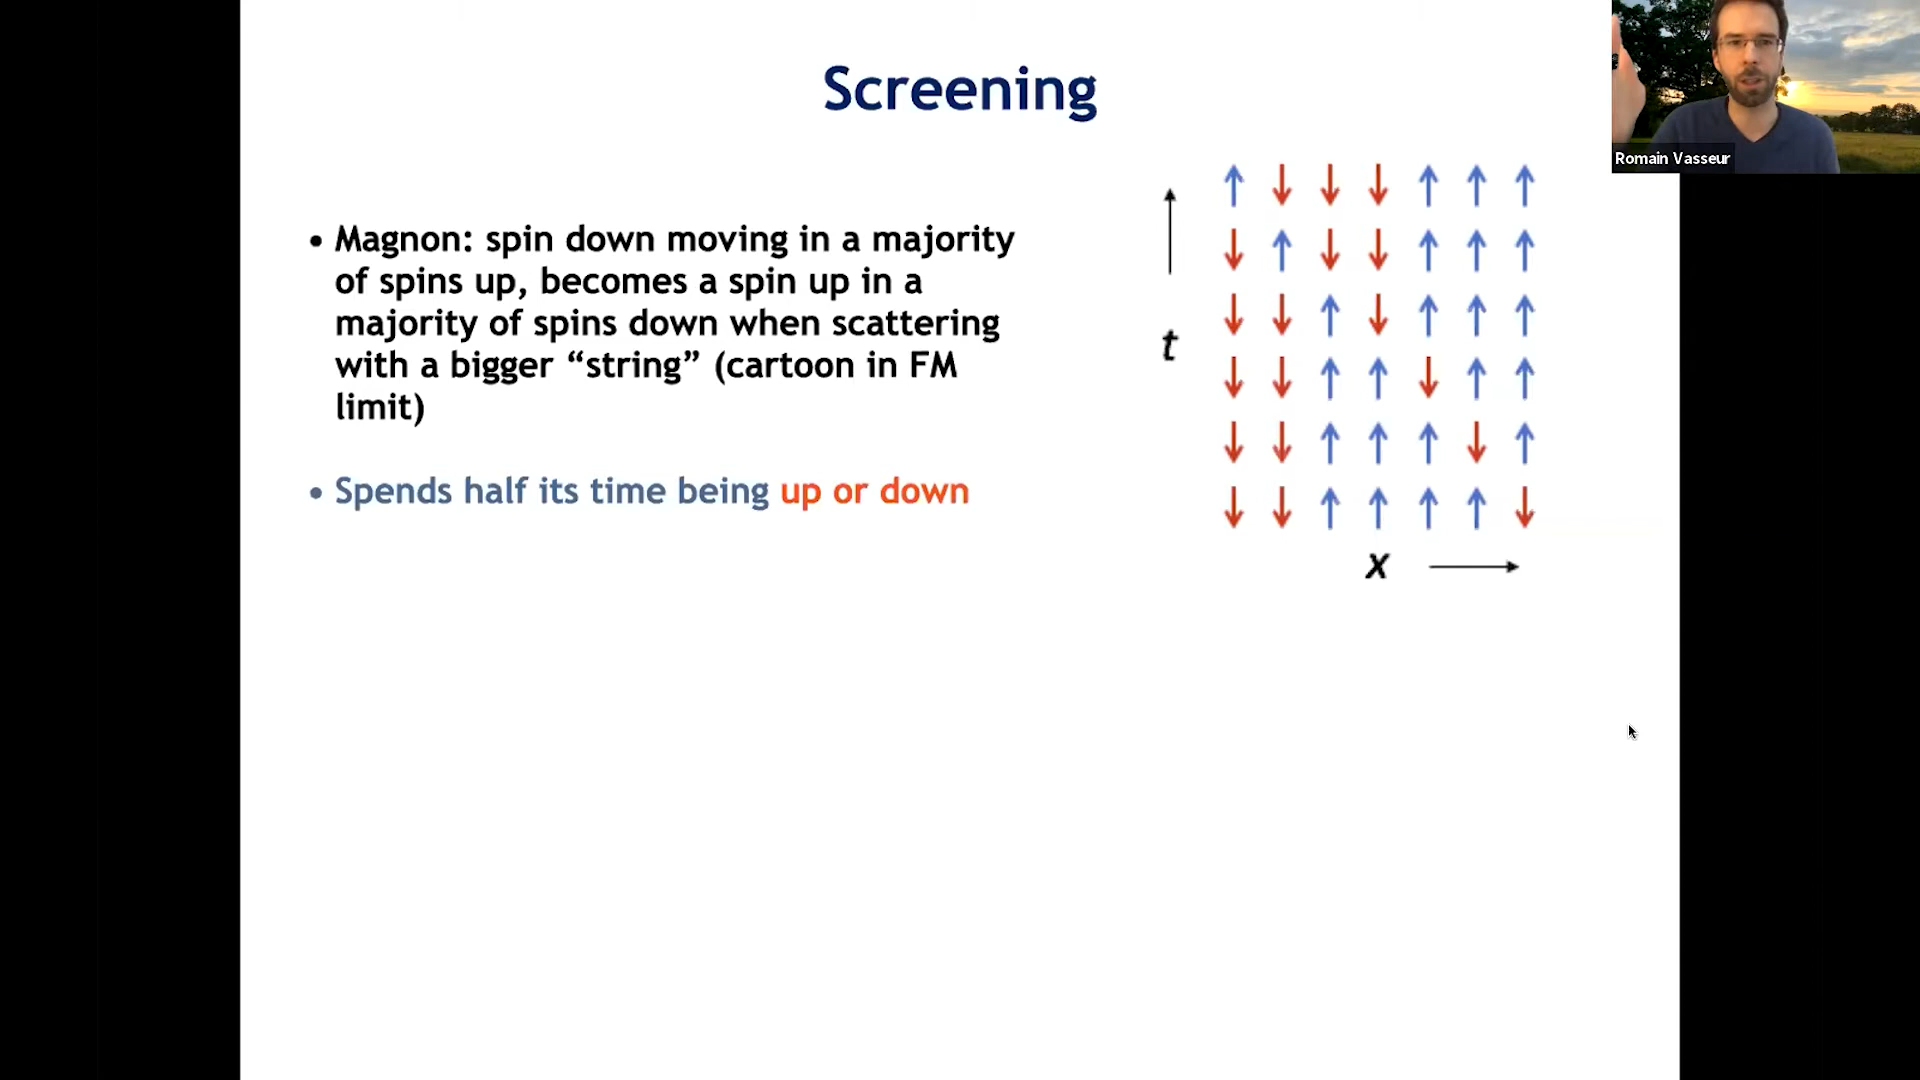 Screening
Romain Vasseur
• Magnon: spin down moving in a majority
of spins up, becomes a spin up in a
majority of spins down when scattering
with a bigger “string” (cartoon in FM
limit)
• Spends half its time being up or down
t
x